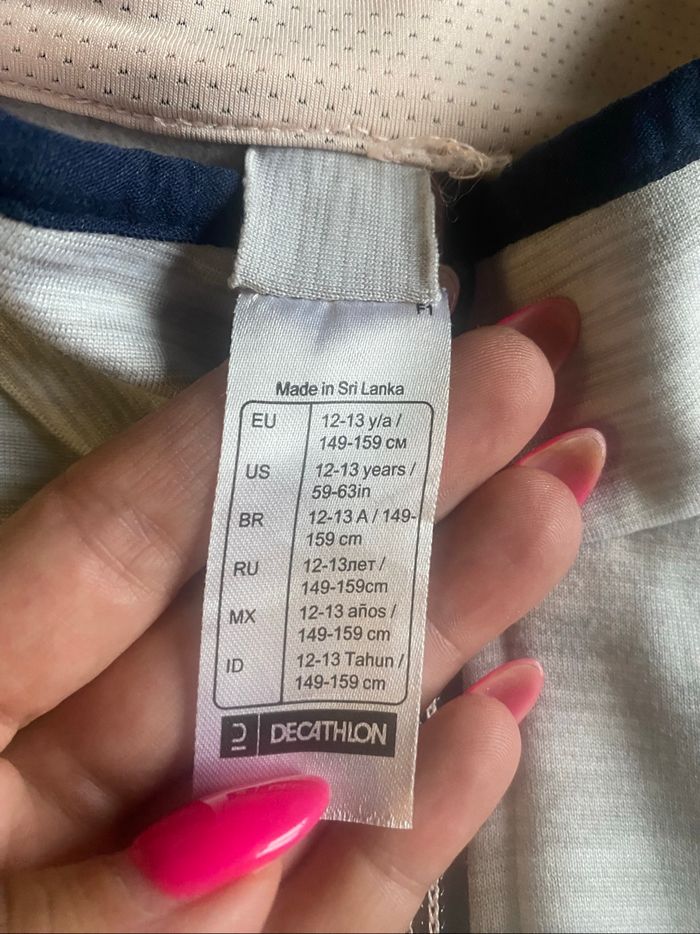 F1
Made in Sri Lanka
EU 12-13 y/a /
149-159 см
US 12-13 years /
59-63in
BR 12-13 A / 149-
159 cm
RU 12-13лет /
149-159cm
MX 12-13 años /
149-159 cm
ID 12-13 Tahun /
149-159 cm
DECATHLON